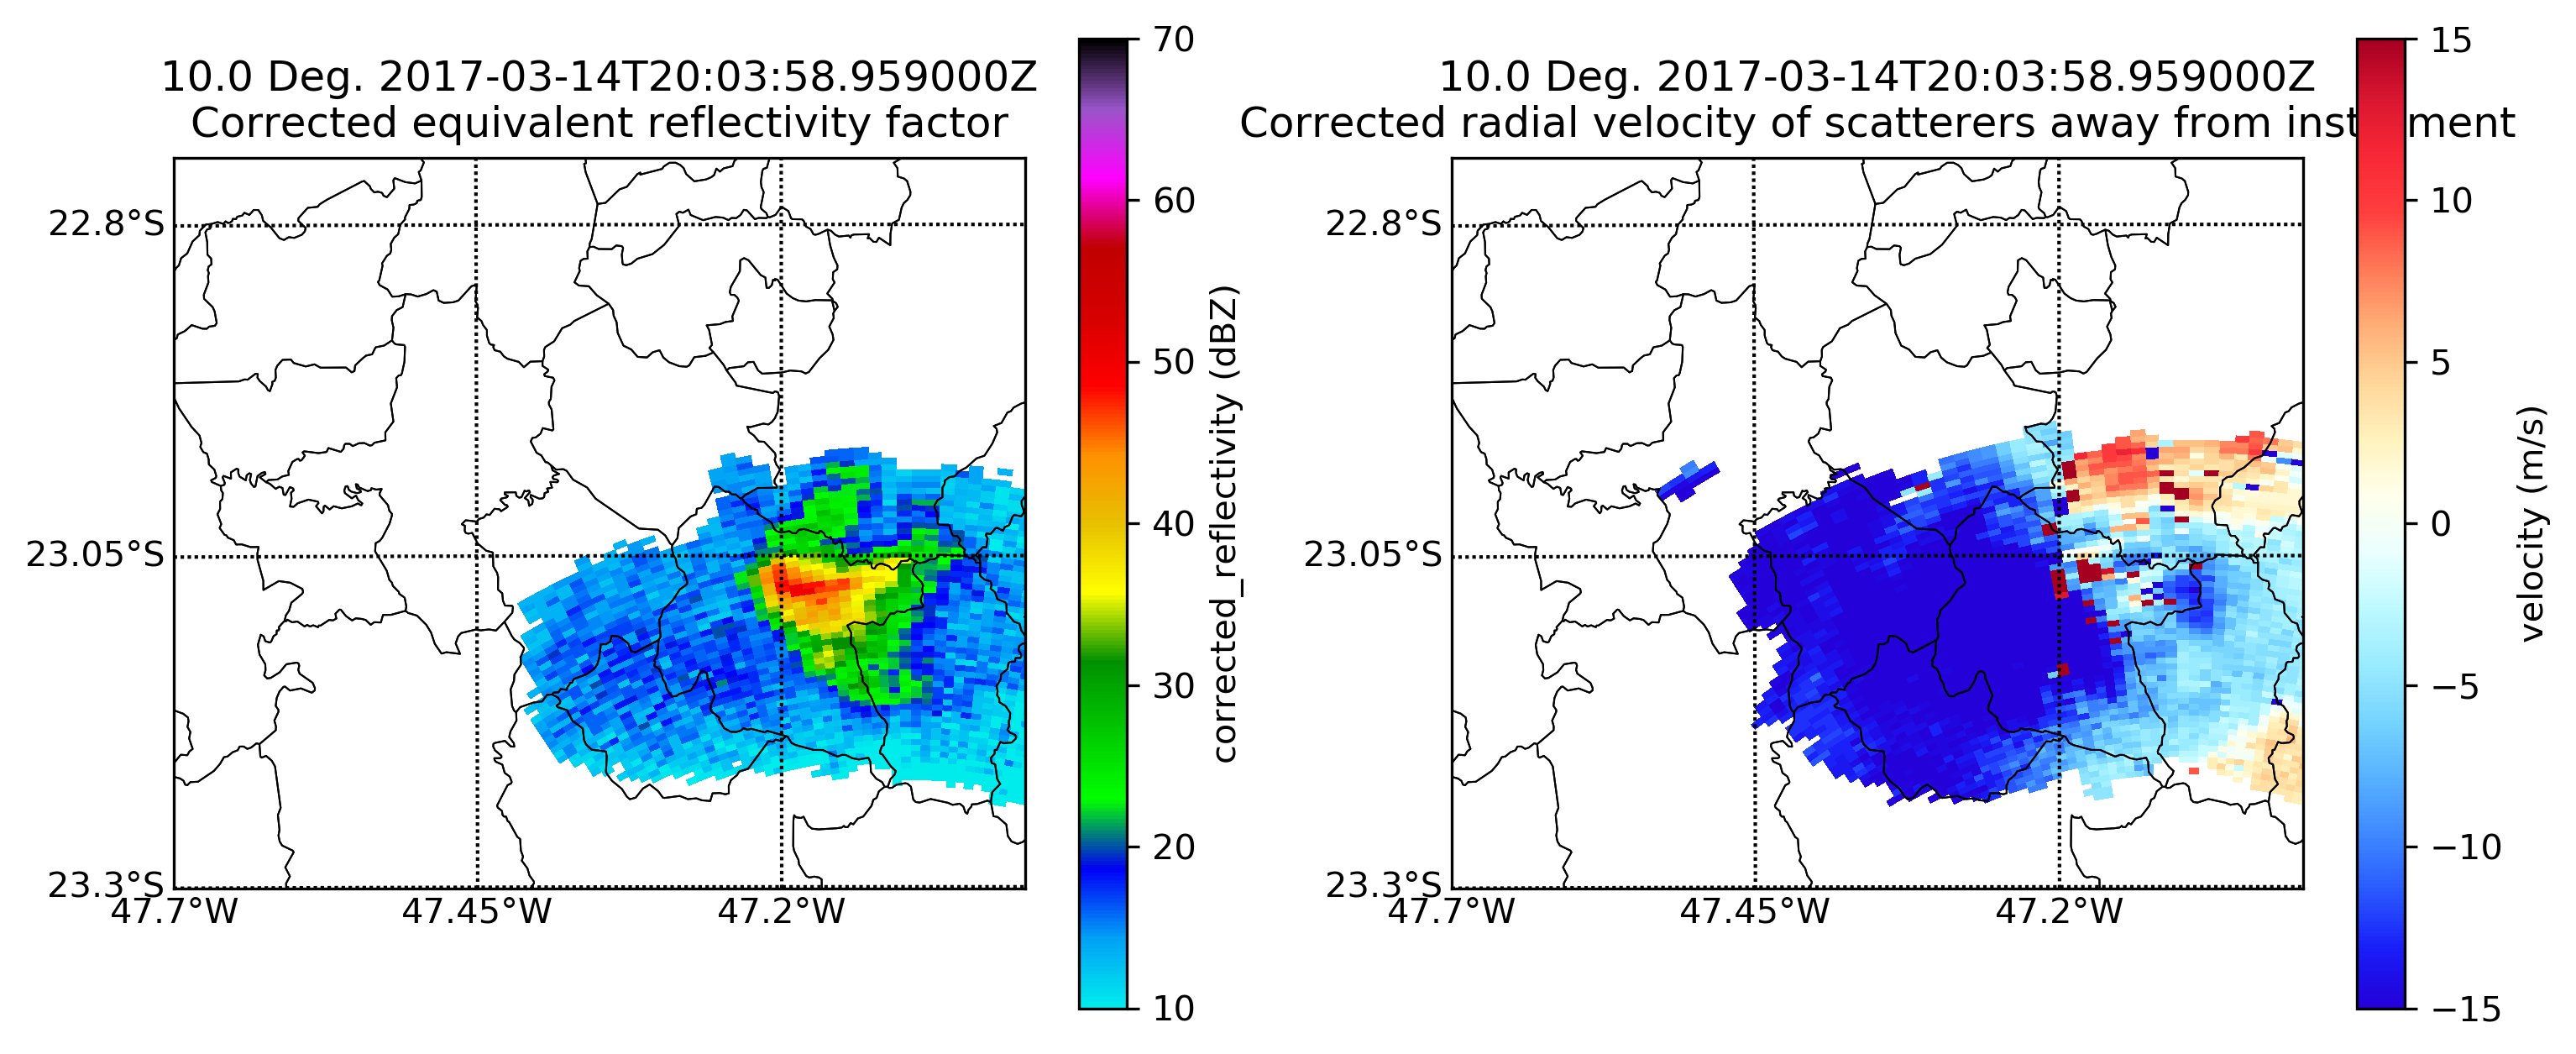 10.0 Deg. 2017-03-14T20:03:58.959000Z
Corrected equivalent reflectivity factor
22.8°S
23.05°S
23.3°S
47.7°W
47.45°W
47.2°W
70
60
50
40
30
20
10
corrected_reflectivity (dBZ)
10.0 Deg. 2017-03-14T20:03:58.959000Z
Corrected radial velocity of scatterers away from instrument
22.8°S
23.05°S
23.3°S
47.7°W
47.45°W
47.2°W
15
10
5
0
−5
−10
−15
velocity (m/s)